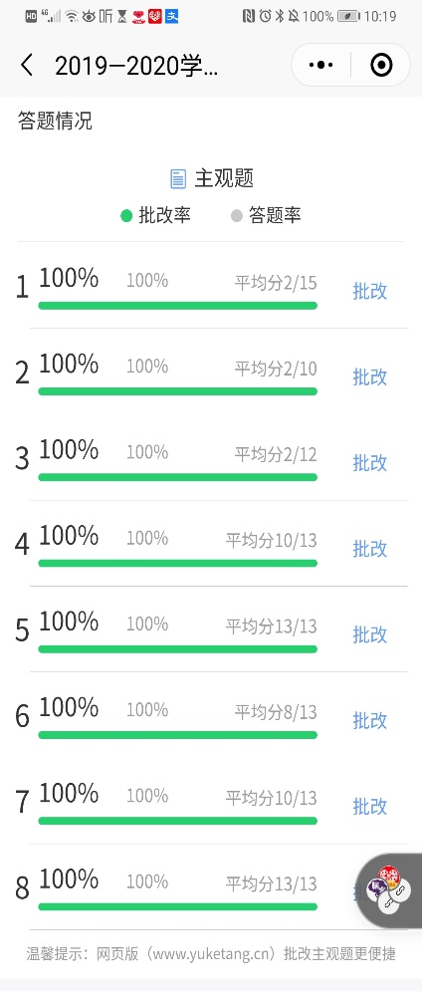 HD 4G 听 支 100% 10:19
2019—2020学...
答题情况
主观题
批改率 答题率
1 100% 100% 平均分2/15 批改
2 100% 100% 平均分2/10 批改
3 100% 100% 平均分2/12 批改
4 100% 100% 平均分10/13 批改
5 100% 100% 平均分13/13 批改
6 100% 100% 平均分8/13 批改
7 100% 100% 平均分10/13 批改
8 100% 100% 平均分13/13
温馨提示：网页版（www.yuketang.cn）批改主观题更便捷